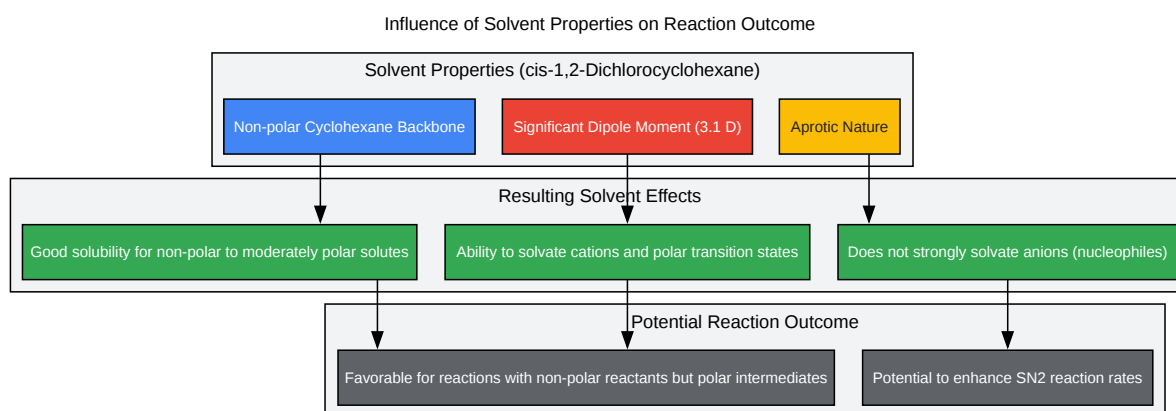 Influence of Solvent Properties on Reaction Outcome
Solvent Properties (cis-1,2-Dichlorocyclohexane)
Non-polar Cyclohexane Backbone
Significant Dipole Moment (3.1 D)
Aprotic Nature
Resulting Solvent Effects
Good solubility for non-polar to moderately polar solutes
Ability to solvate cations and polar transition states
Does not strongly solvate anions (nucleophiles)
Potential Reaction Outcome
Favorable for reactions with non-polar reactants but polar intermediates
Potential to enhance SN2 reaction rates